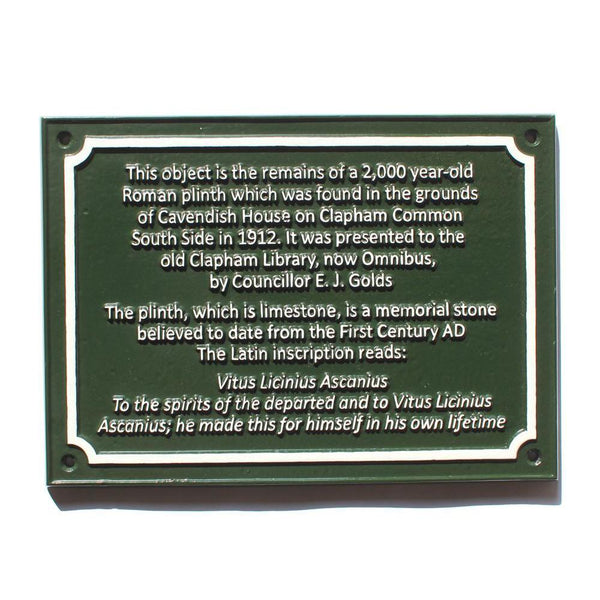 This object is the remains of a 2,000 year-old
Roman plinth which was found in the grounds
of Cavendish House on Clapham Common
South Side in 1912. It was presented to the
old Clapham Library, now Omnibus,
by Councillor E. J. Golds
The plinth, which is limestone, is a memorial stone
believed to date from the First Century AD
The Latin inscription reads:
Vitus Licinius Ascanius
To the spirits of the departed and to Vitus Licinius
Ascanius; he made this for himself in his own lifetime